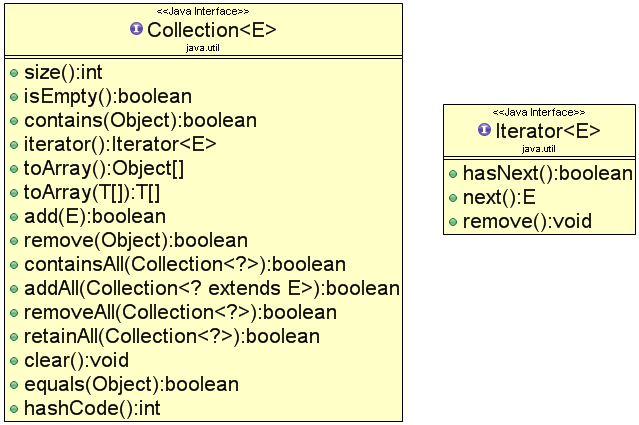 <<Java Interface>>
Collection<E>
java.util
size():int
isEmpty():boolean
contains(Object):boolean
iterator():Iterator<E>
toArray():Object[]
toArray(T[]):T[]
add(E):boolean
remove(Object):boolean
containsAll(Collection<?>):boolean
addAll(Collection<? extends E>):boolean
removeAll(Collection<?>):boolean
retainAll(Collection<?>):boolean
clear():void
equals(Object):boolean
hashCode():int
<<Java Interface>>
Iterator<E>
java.util
hasNext():boolean
next():E
remove():void